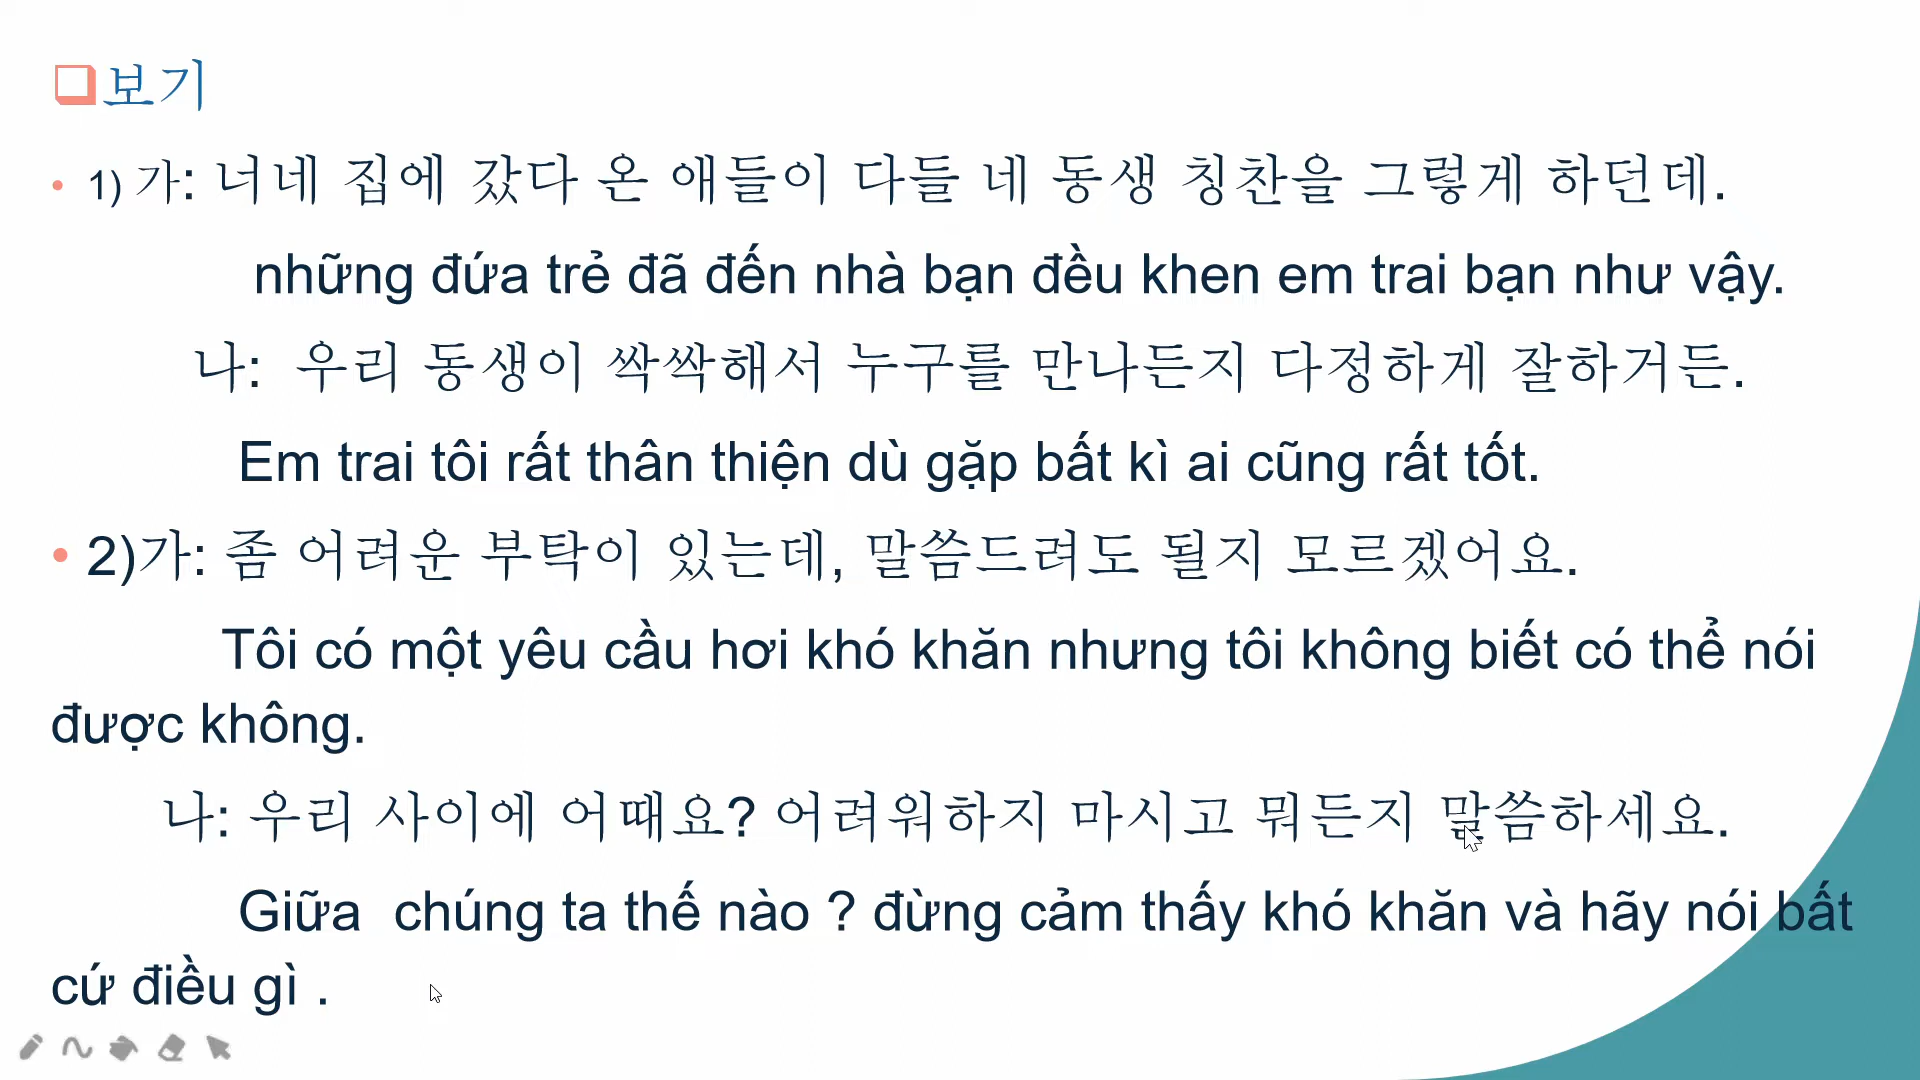 보기
1) 가: 너네 집에 갔다 온 애들이 다들 네 동생 칭찬을 그렇게 하던데.
những đứa trẻ đã đến nhà bạn đều khen em trai bạn như vậy.
나: 우리 동생이 싹싹해서 누구를 만나든지 다정하게 잘하거든.
Em trai tôi rất thân thiện dù gặp bất kì ai cũng rất tốt.
2)가: 좀 어려운 부탁이 있는데, 말씀드려도 될지 모르겠어요.
Tôi có một yêu cầu hơi khó khăn nhưng tôi không biết có thể nói
được không.
나: 우리 사이에 어때요? 어려워하지 마시고 뭐든지 말씀하세요.
Giữa chúng ta thế nào ? đừng cảm thấy khó khăn và hãy nói bất
cứ điều gì .